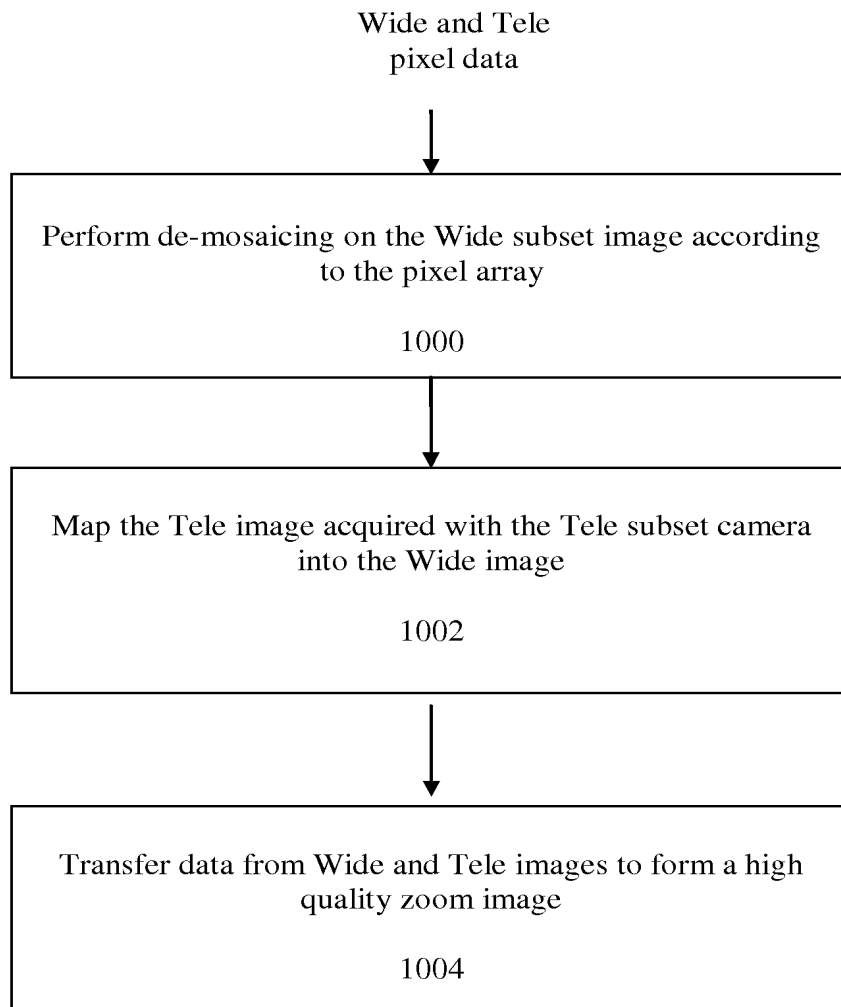 Wide and Tele
pixel data
Perform de-mosaicing on the Wide subset image according
to the pixel array
1000
Map the Tele image acquired with the Tele subset camera
into the Wide image
1002
Transfer data from Wide and Tele images to form a high
quality zoom image
1004